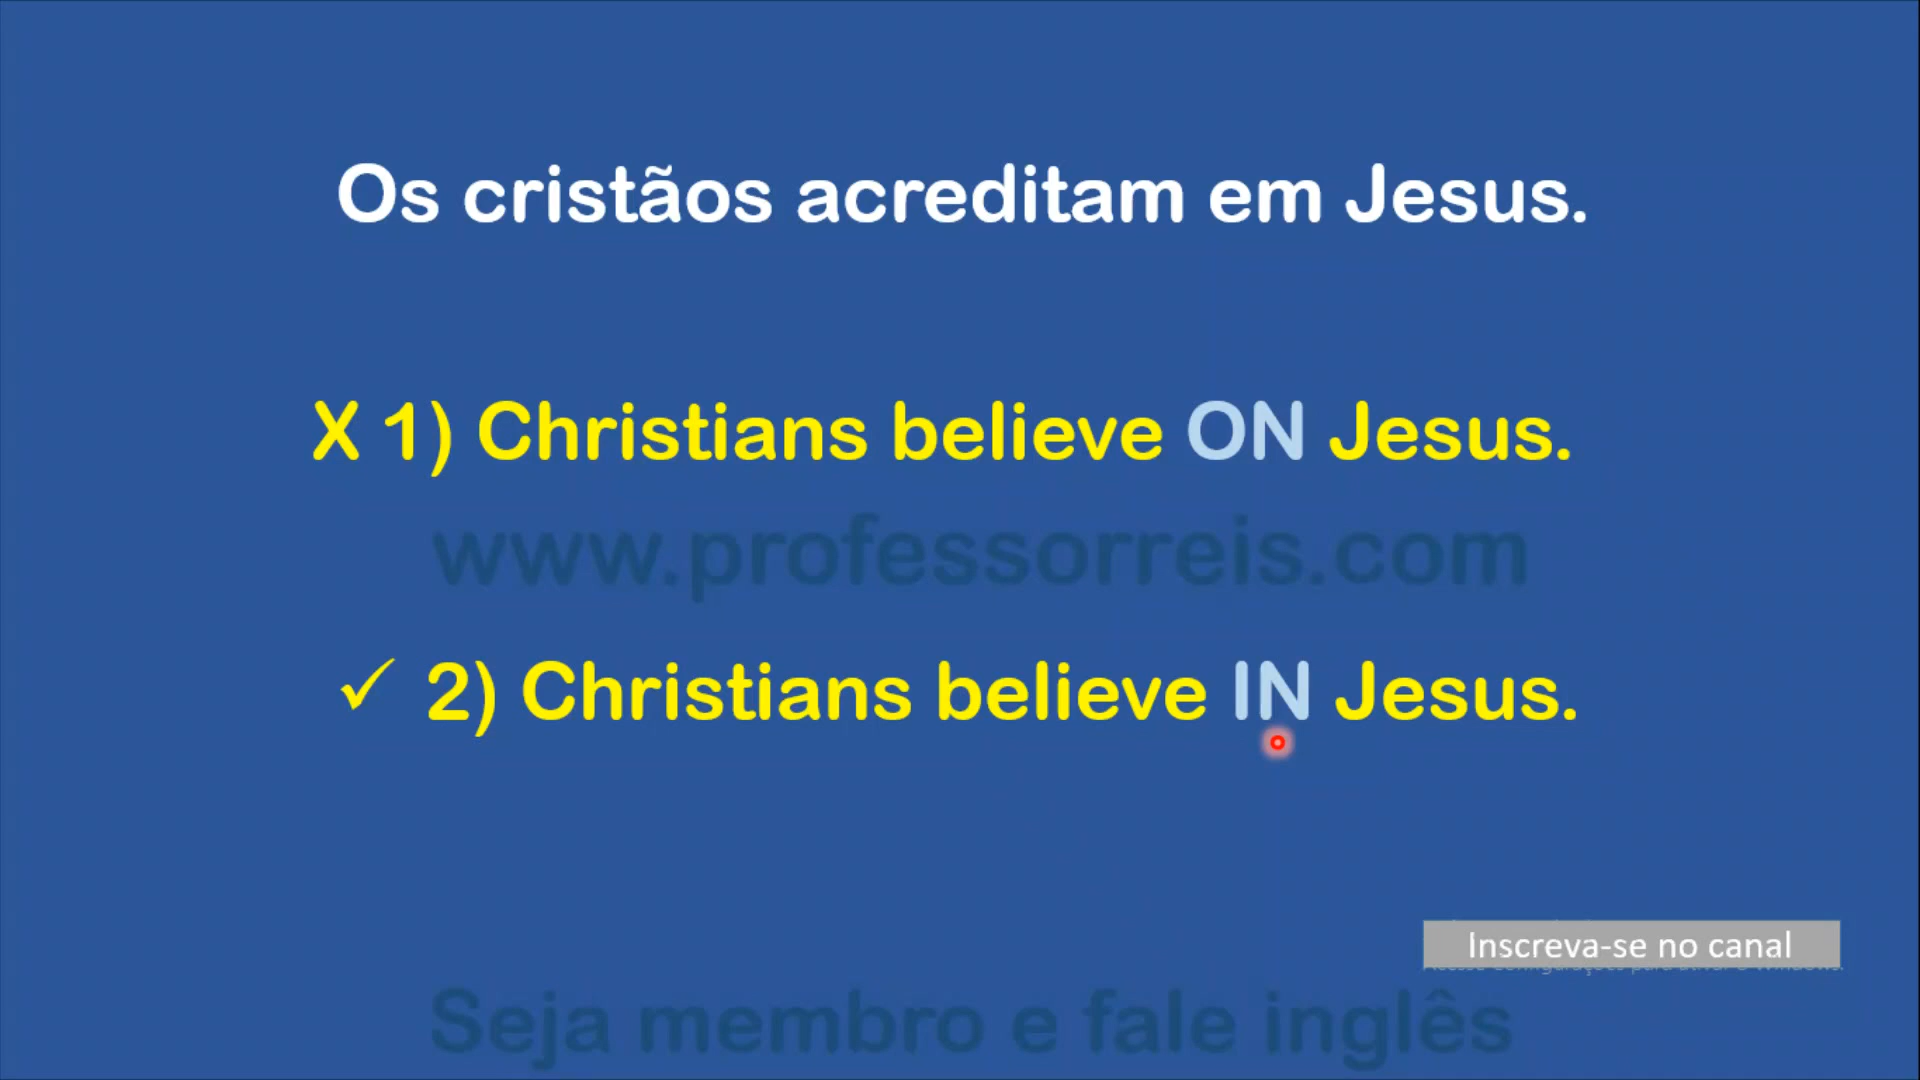 Os cristãos acreditam em Jesus.
X 1) Christians believe ON Jesus.
www.professorreis.com
✓ 2) Christians believe IN Jesus.
Inscreva-se no canal
Seja membro e fale inglês